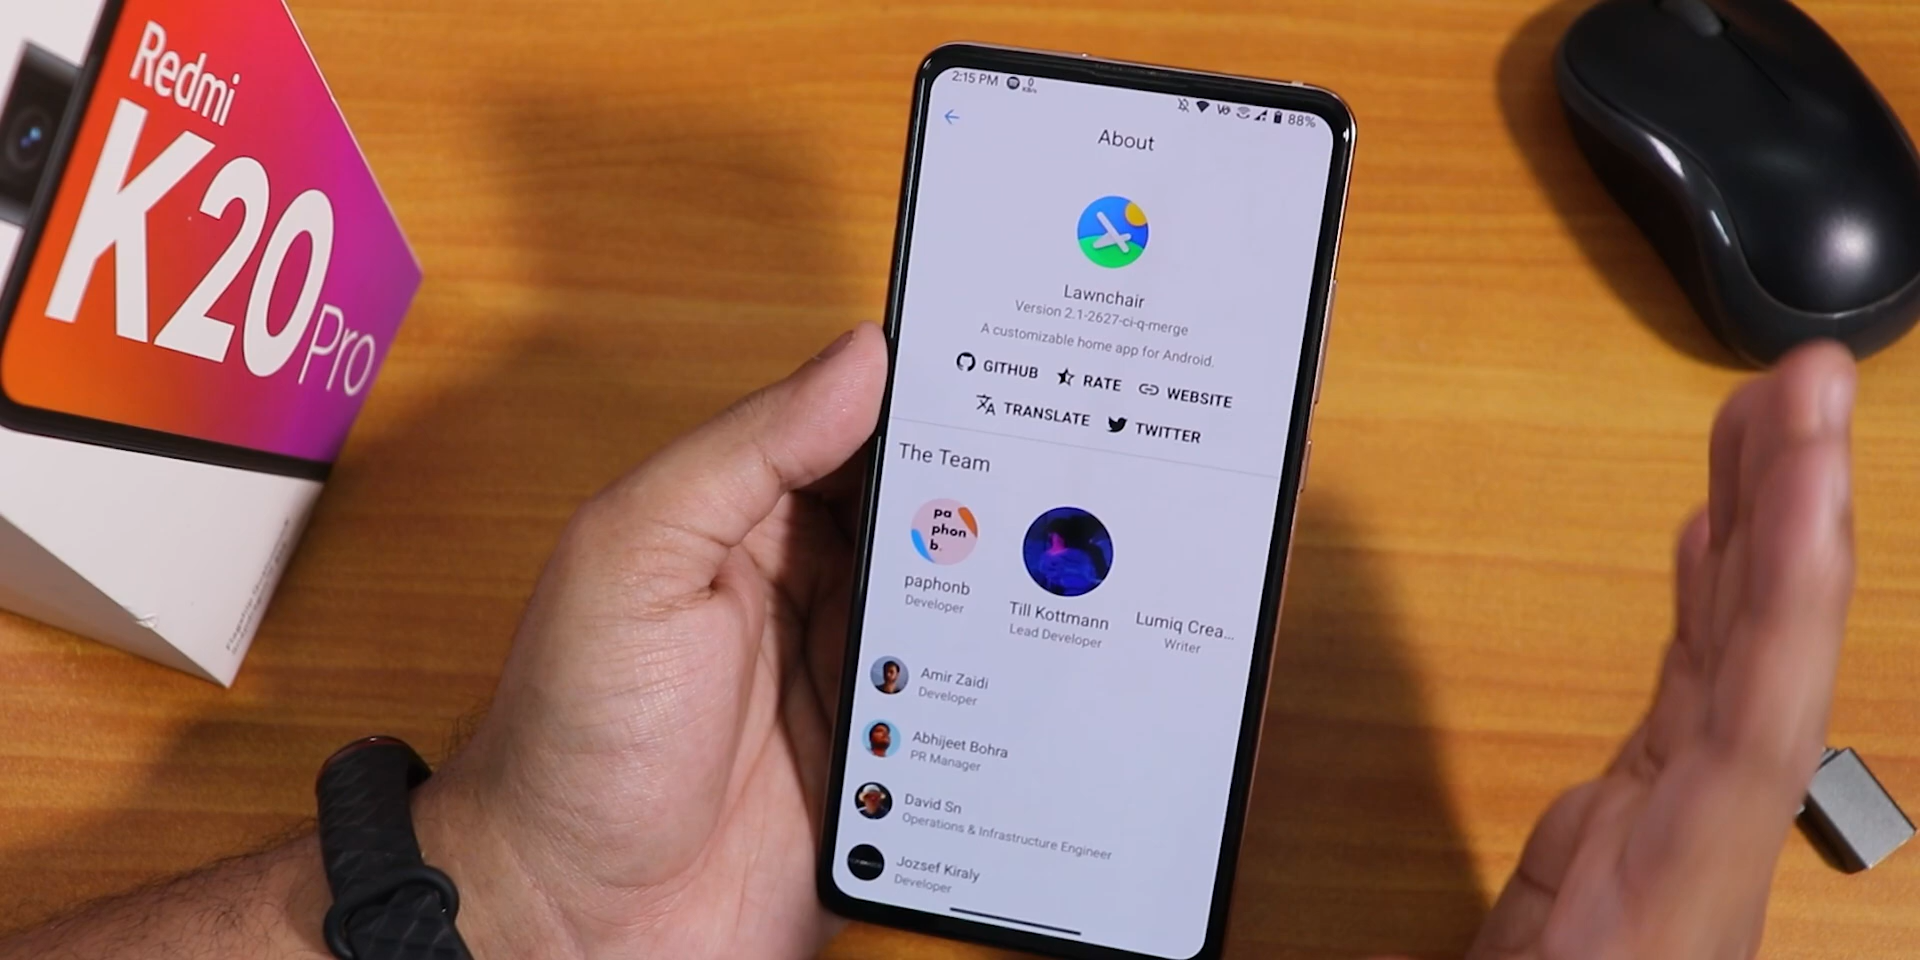 Redmi
K20
Pro
2:15 PM 0
KB/s
88%
About
Lawnchair
Version 2.1-2627-ci-q-merge
A customizable home app for Android.
GITHUB RATE WEBSITE
TRANSLATE TWITTER
The Team
pa
phon
b.
paphonb
Developer
Till Kottmann
Lead Developer
Lumiq Crea...
Writer
Amir Zaidi
Developer
Abhijeet Bohra
PR Manager
David Sn
Operations & Infrastructure Engineer
Jozsef Kiraly
Developer